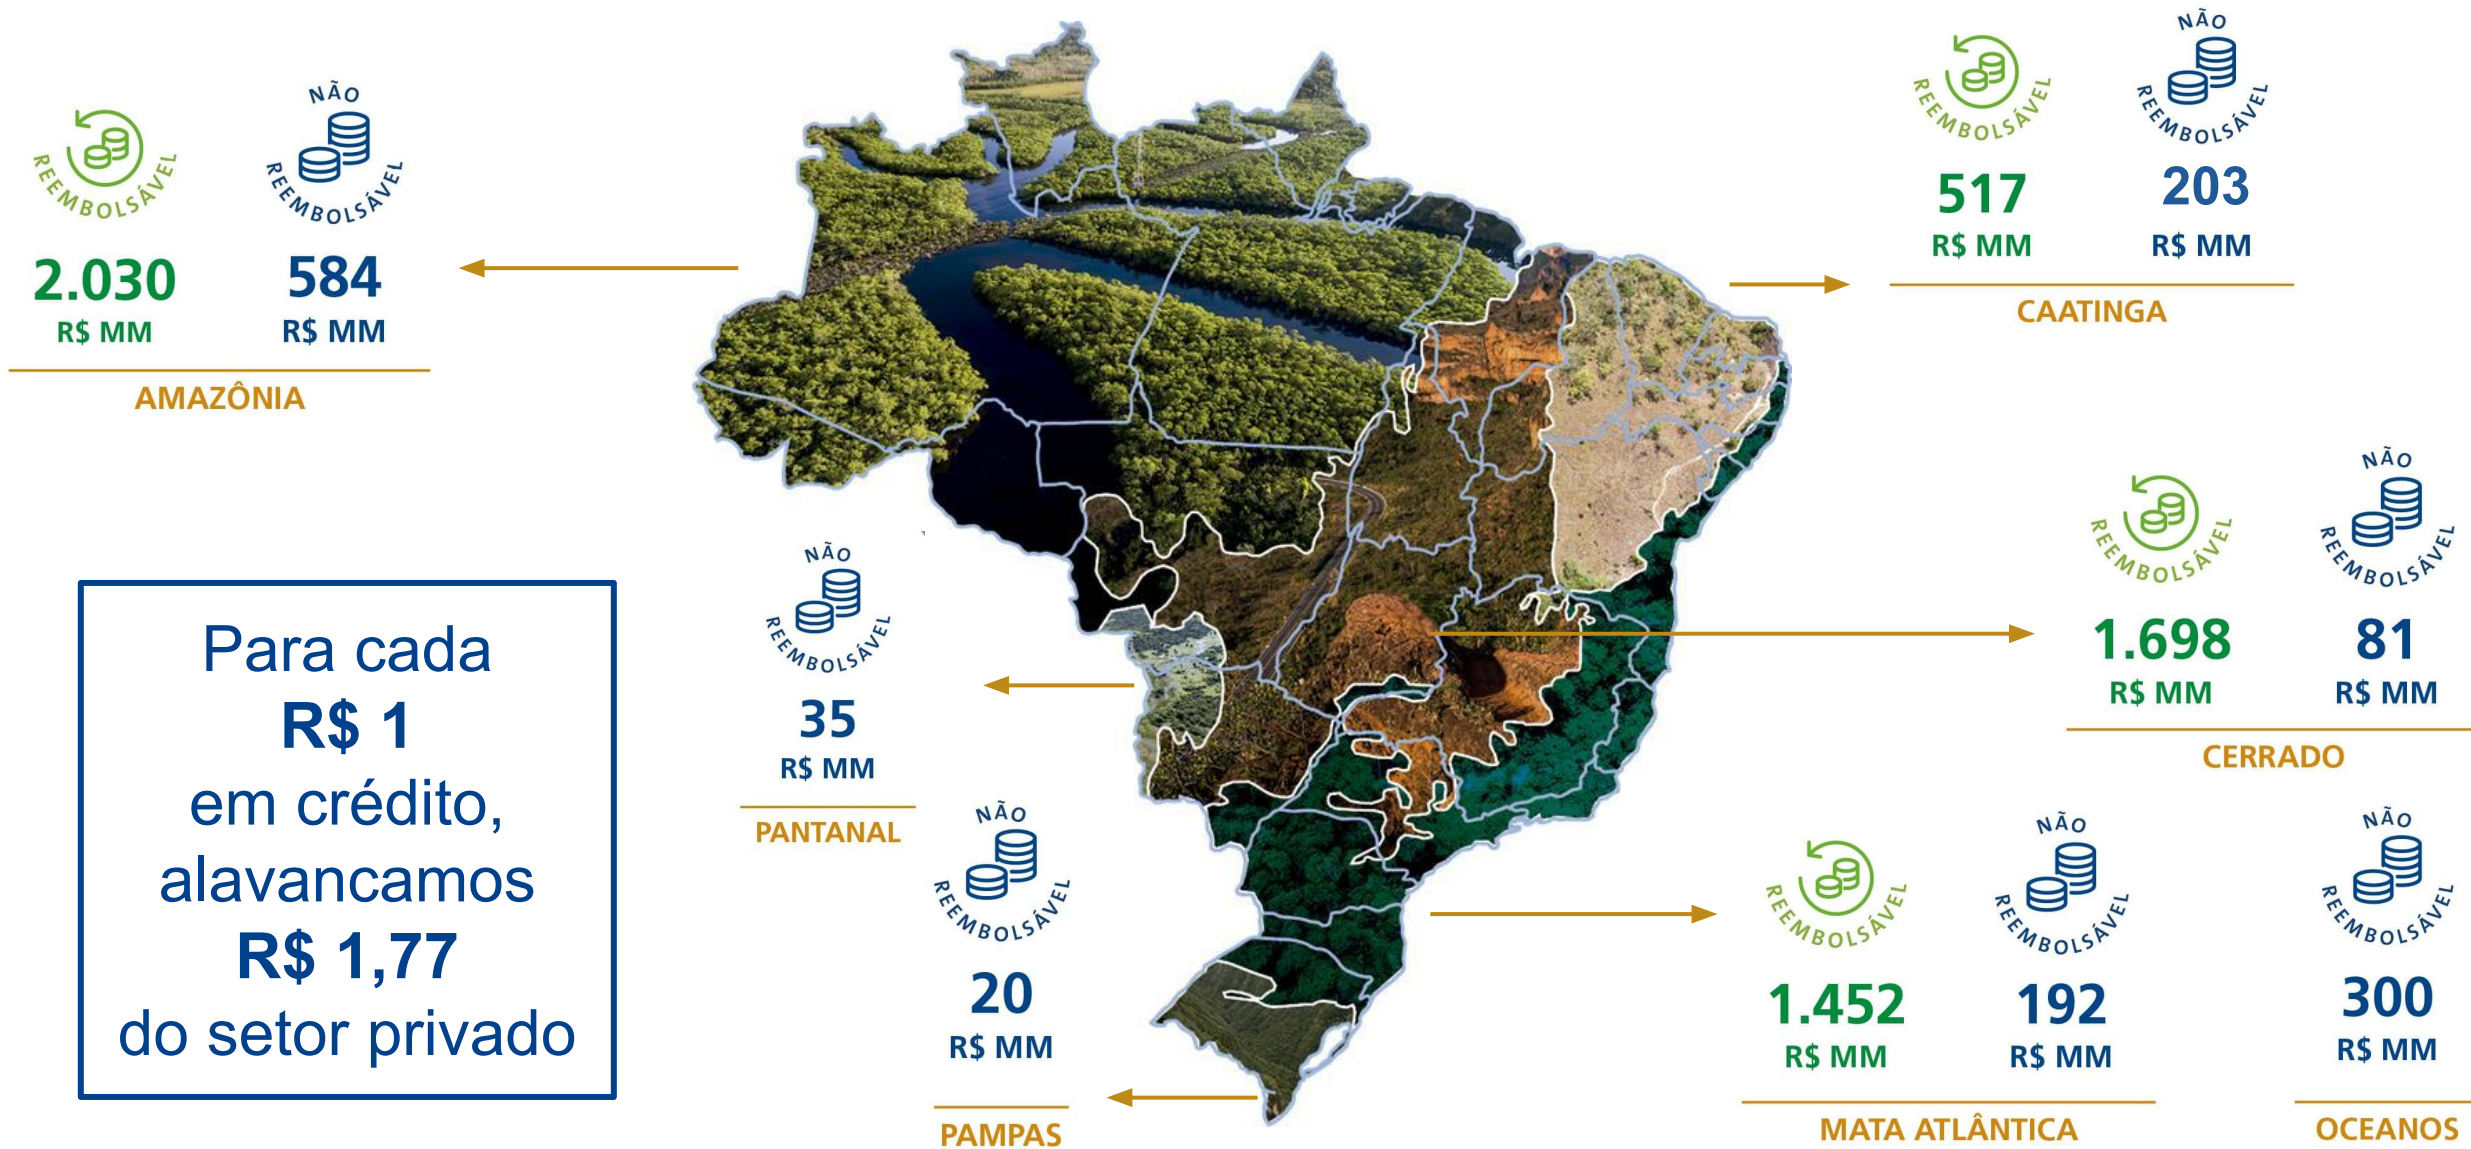 REEMBOLSÁVEL
2.030
R$ MM
NÃO
REEMBOLSÁVEL
584
R$ MM
AMAZÔNIA
REEMBOLSÁVEL
517
R$ MM
NÃO
REEMBOLSÁVEL
203
R$ MM
CAATINGA
REEMBOLSÁVEL
1.698
R$ MM
NÃO
REEMBOLSÁVEL
81
R$ MM
CERRADO
NÃO
REEMBOLSÁVEL
35
R$ MM
PANTANAL
Para cada
R$ 1
em crédito,
alavancamos
R$ 1,77
do setor privado
NÃO
REEMBOLSÁVEL
20
R$ MM
PAMPAS
REEMBOLSÁVEL
1.452
R$ MM
NÃO
REEMBOLSÁVEL
192
R$ MM
MATA ATLÂNTICA
NÃO
REEMBOLSÁVEL
300
R$ MM
OCEANOS